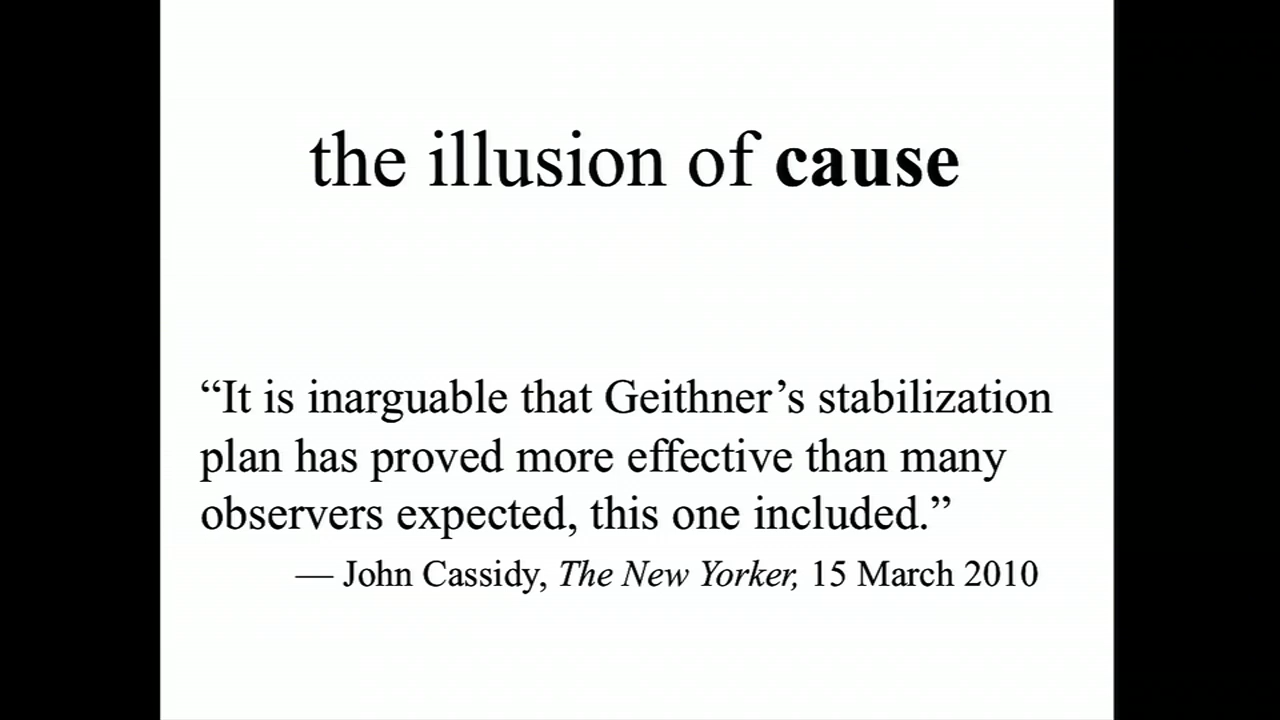 the illusion of cause
“It is inarguable that Geithner’s stabilization
plan has proved more effective than many
observers expected, this one included.”
— John Cassidy, The New Yorker, 15 March 2010